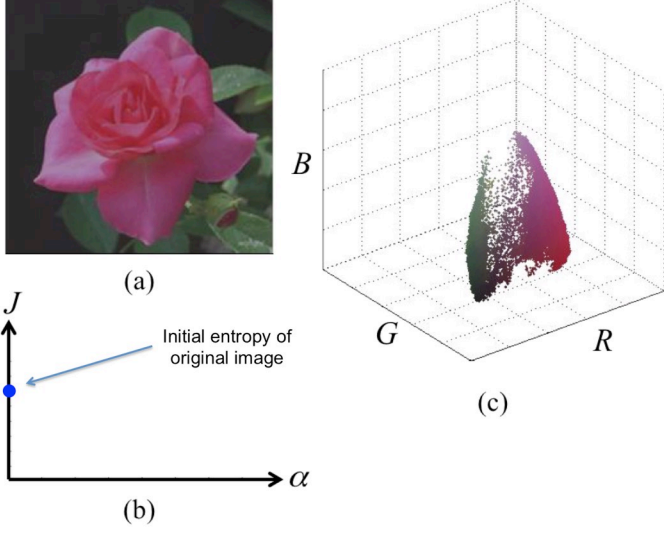 (a)
B
G
R
(c)
J
Initial entropy of
original image
α
(b)